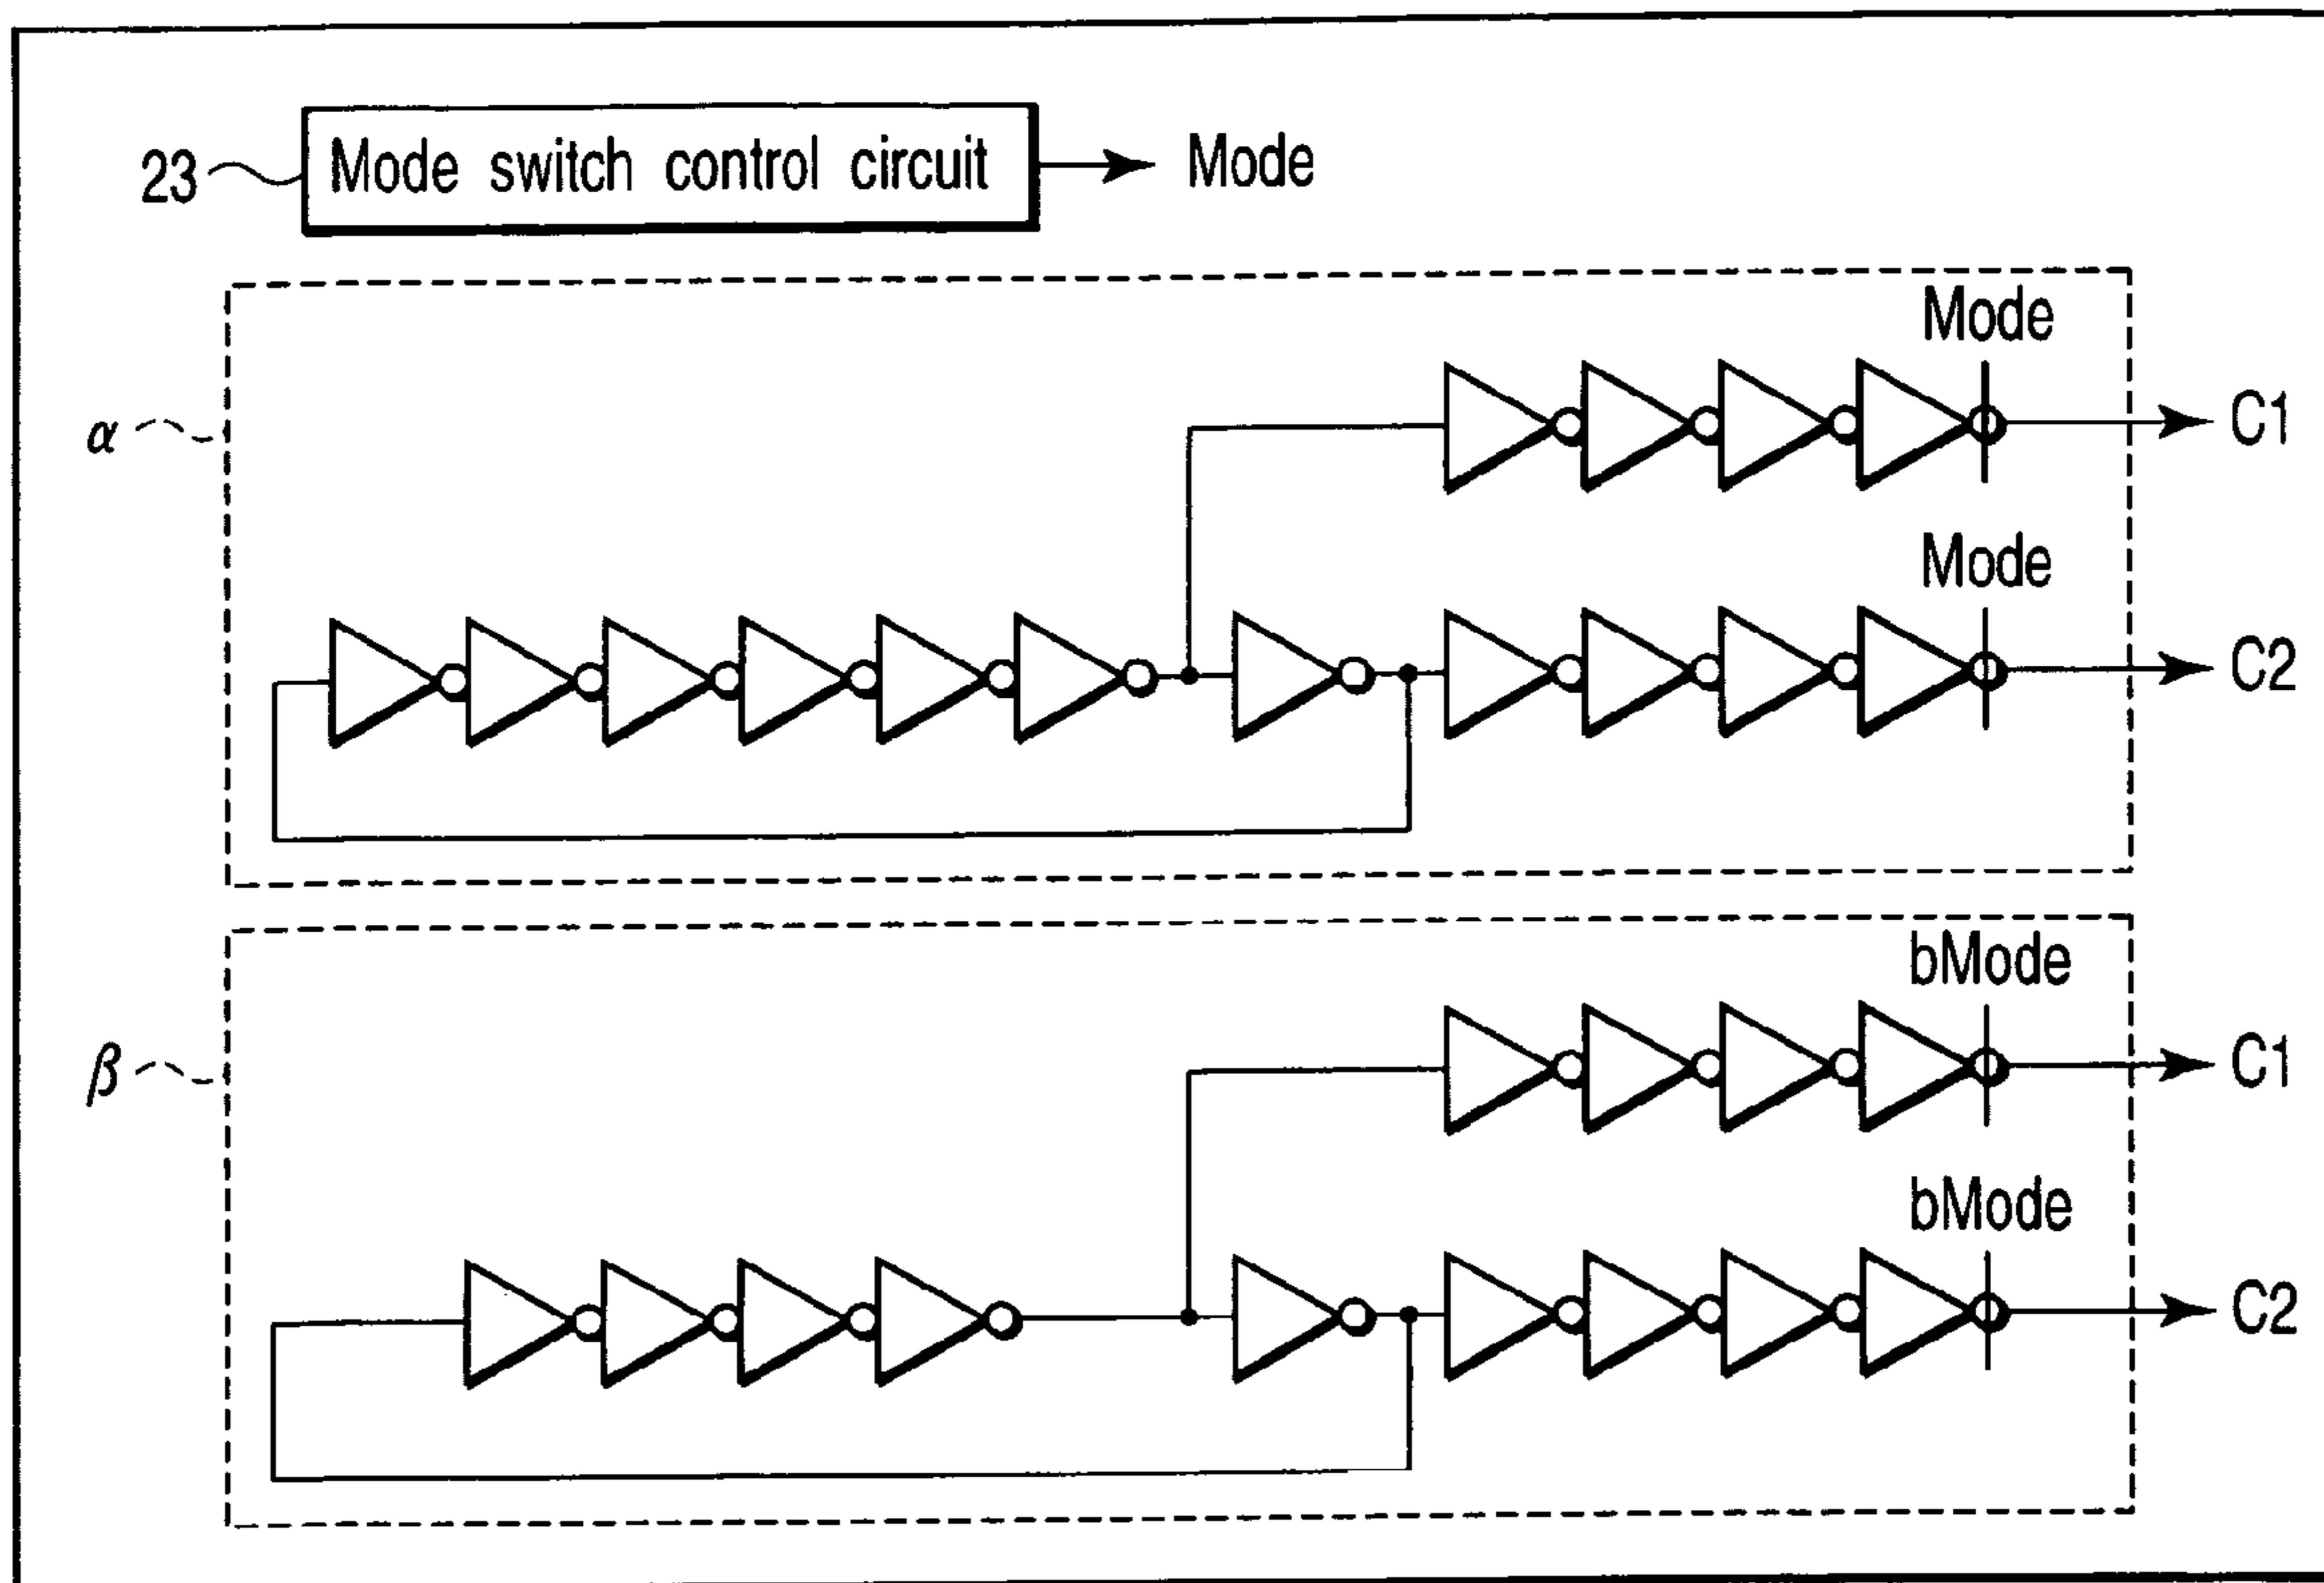 23 Mode switch control circuit Mode
Mode
α C1
Mode
C2
bMode
β C1
bMode
C2